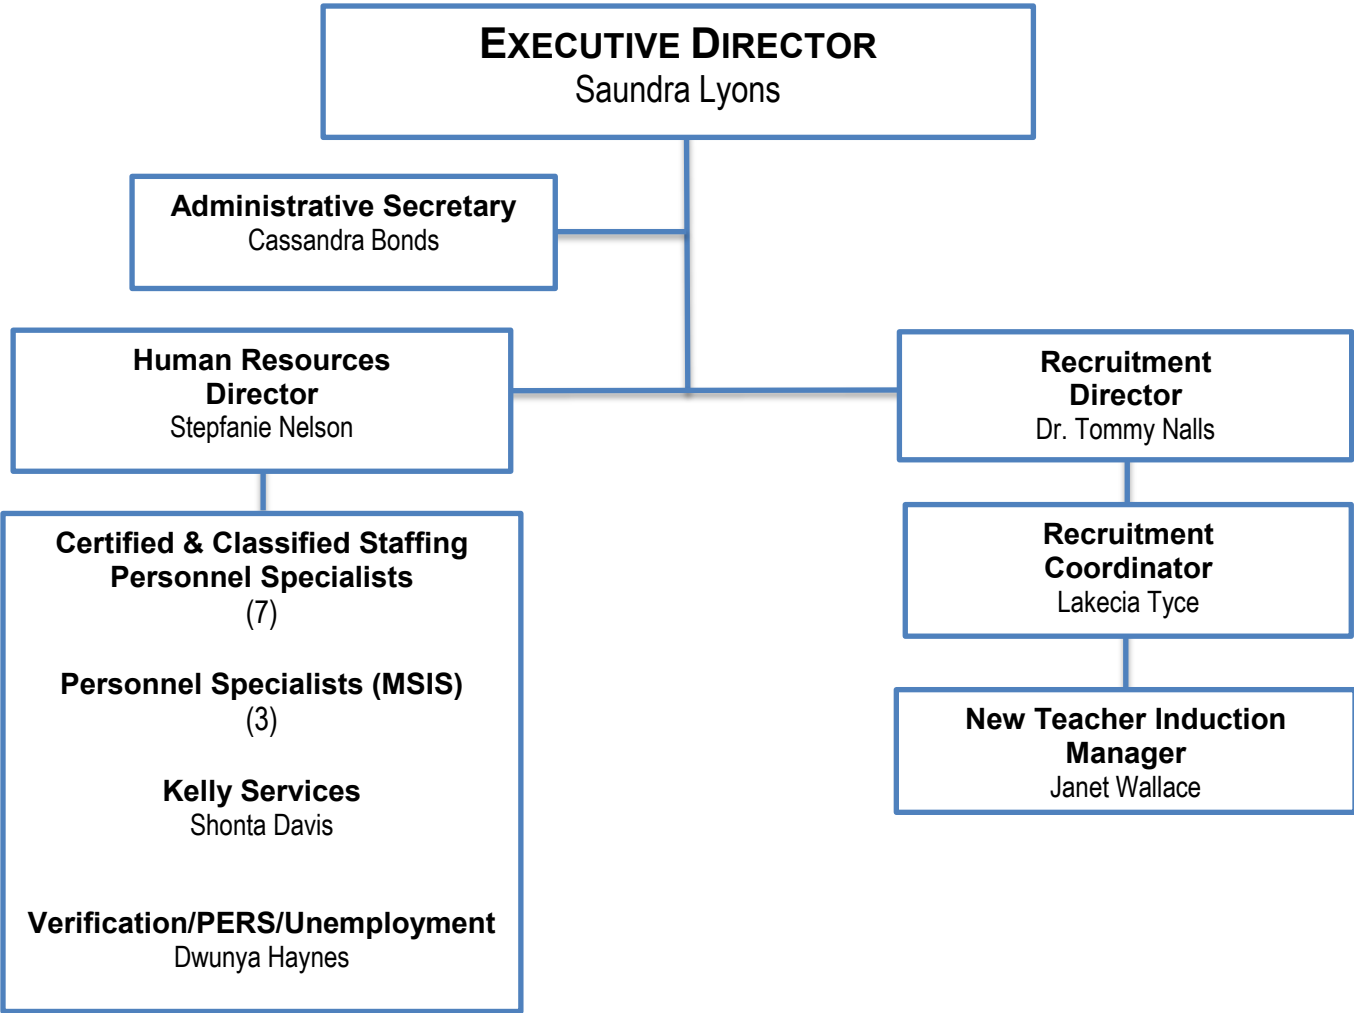 EXECUTIVE DIRECTOR
Saundra Lyons
Administrative Secretary
Cassandra Bonds
Human Resources
Director
Stepfanie Nelson
Recruitment
Director
Dr. Tommy Nalls
Certified & Classified Staffing
Personnel Specialists
(7)
Personnel Specialists (MSIS)
(3)
Kelly Services
Shonta Davis
Verification/PERS/Unemployment
Dwunya Haynes
Recruitment
Coordinator
Lakecia Tyce
New Teacher Induction
Manager
Janet Wallace